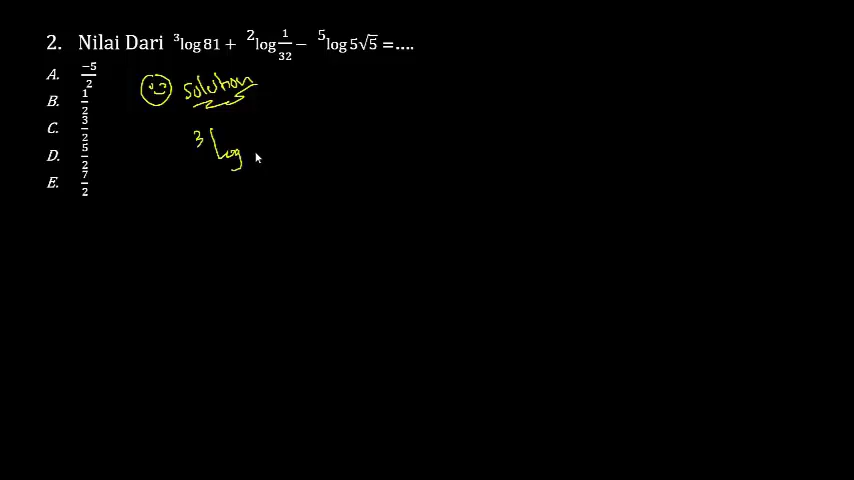 2. Nilai Dari ³log 81 + ²log 1/32 − ⁵log 5√5 = ....
A. −5/2
B. 1/2
C. 3/2
D. 5/2
E. 7/2
solution
³log